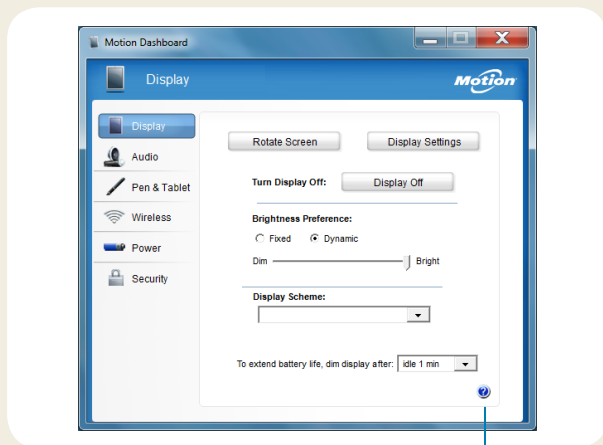 Motion Dashboard
Display
Motion
Display
Audio
Pen & Tablet
Wireless
Power
Security
Rotate Screen Display Settings
Turn Display Off: Display Off
Brightness Preference:
Fixed Dynamic
Dim Bright
Display Scheme:
To extend battery life, dim display after: idle 1 min
?